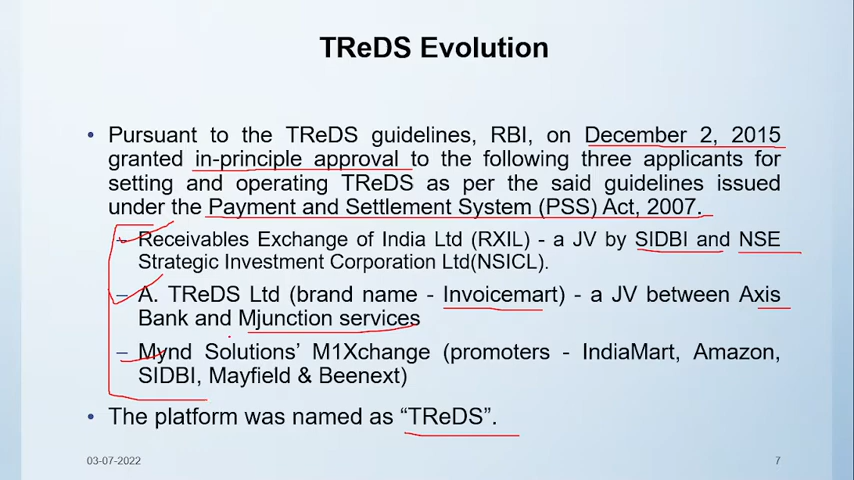 TReDS Evolution
• Pursuant to the TReDS guidelines, RBI, on December 2, 2015
granted in-principle approval to the following three applicants for
setting and operating TReDS as per the said guidelines issued
under the Payment and Settlement System (PSS) Act, 2007.
– Receivables Exchange of India Ltd (RXIL) - a JV by SIDBI and NSE
Strategic Investment Corporation Ltd(NSICL).
– A. TReDS Ltd (brand name - Invoicemart) - a JV between Axis
Bank and Mjunction services
– Mynd Solutions’ M1Xchange (promoters - IndiaMart, Amazon,
SIDBI, Mayfield & Beenext)
• The platform was named as “TReDS”.
03-07-2022
7